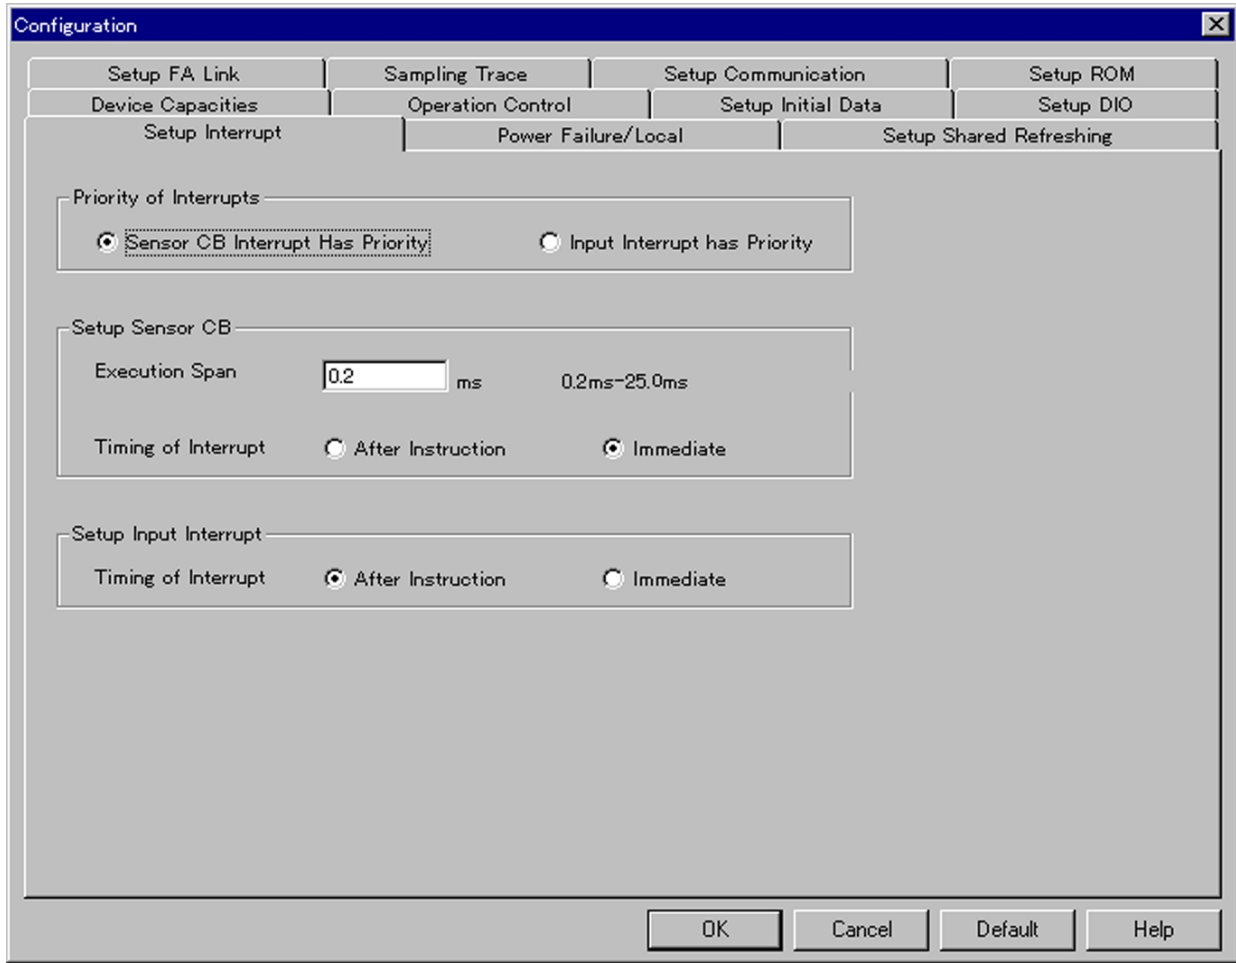 Configuration
Setup FA Link Sampling Trace Setup Communication Setup ROM
Device Capacities Operation Control Setup Initial Data Setup DIO
Setup Interrupt Power Failure/Local Setup Shared Refreshing
Priority of Interrupts
Sensor CB Interrupt Has Priority Input Interrupt has Priority
Setup Sensor CB
Execution Span 0.2 ms 0.2ms-25.0ms
Timing of Interrupt After Instruction Immediate
Setup Input Interrupt
Timing of Interrupt After Instruction Immediate
OK Cancel Default Help